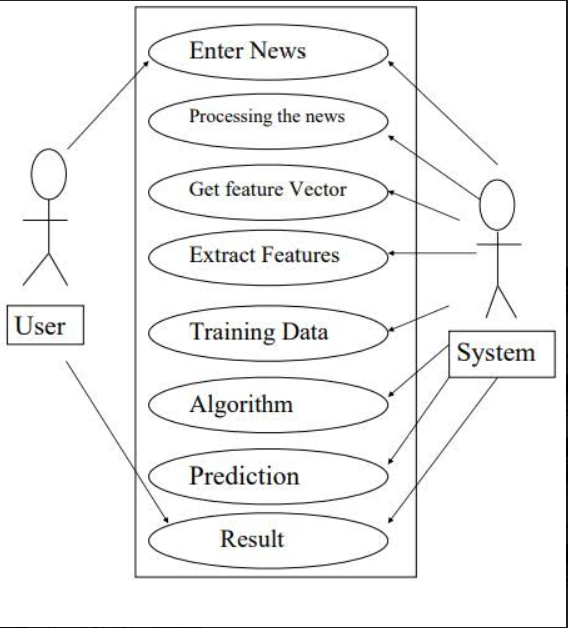 Enter News
Processing the news
Get feature Vector
Extract Features
Training Data
Algorithm
Prediction
Result
User
System